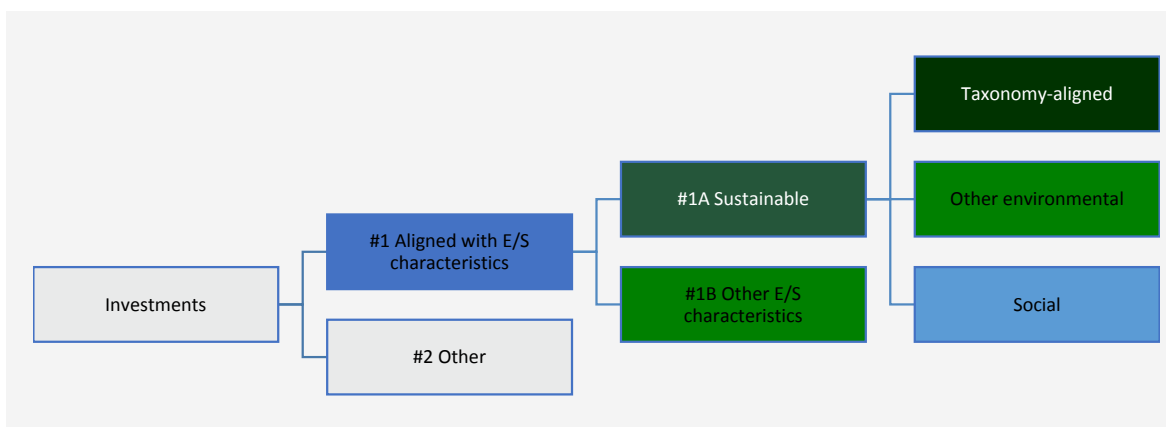 Investments
#1 Aligned with E/S
characteristics
#2 Other
#1A Sustainable
#1B Other E/S
characteristics
Taxonomy-aligned
Other environmental
Social